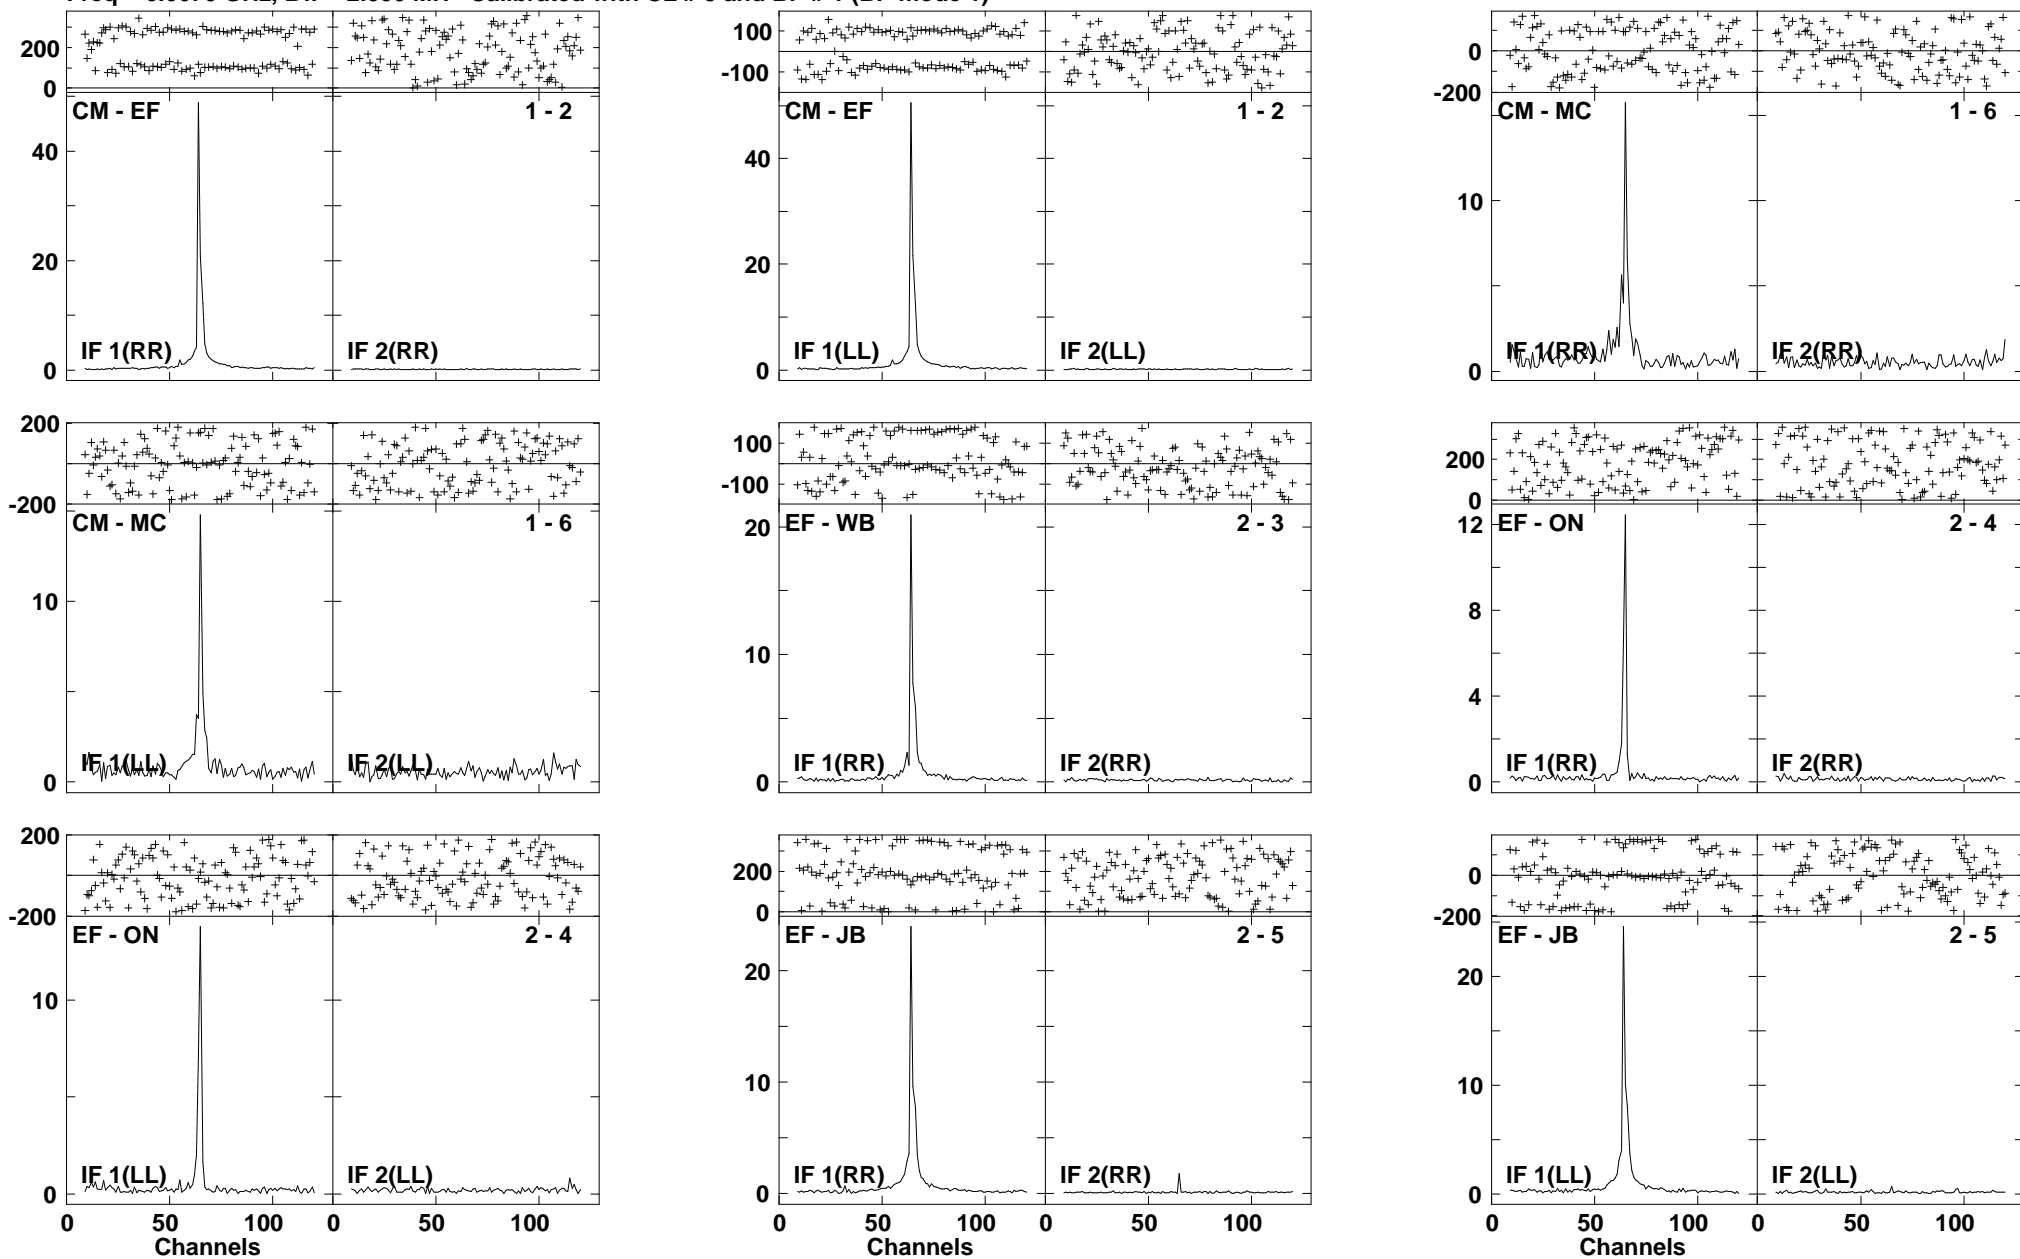 200
0
CM - EF
1 - 2
40
20
0
IF 1(RR)
IF 2(RR)
100
-100
CM - EF
1 - 2
40
20
0
IF 1(LL)
IF 2(LL)
0
-200
CM - MC
1 - 6
10
0
IF 1(RR)
IF 2(RR)
200
-200
CM - MC
1 - 6
10
0
IF 1(LL)
IF 2(LL)
100
-100
EF - WB
2 - 3
20
10
0
IF 1(RR)
IF 2(RR)
200
0
EF - ON
2 - 4
12
8
4
0
IF 1(RR)
IF 2(RR)
200
-200
EF - ON
2 - 4
10
0
IF 1(LL)
IF 2(LL)
0 50 100 50 100
Channels
200
0
EF - JB
2 - 5
20
10
0
IF 1(RR)
IF 2(RR)
0 50 100 0 50 100
Channels
0
-200
EF - JB
2 - 5
20
10
0
IF 1(LL)
IF 2(LL)
0 50 100 0 50 100
Channels